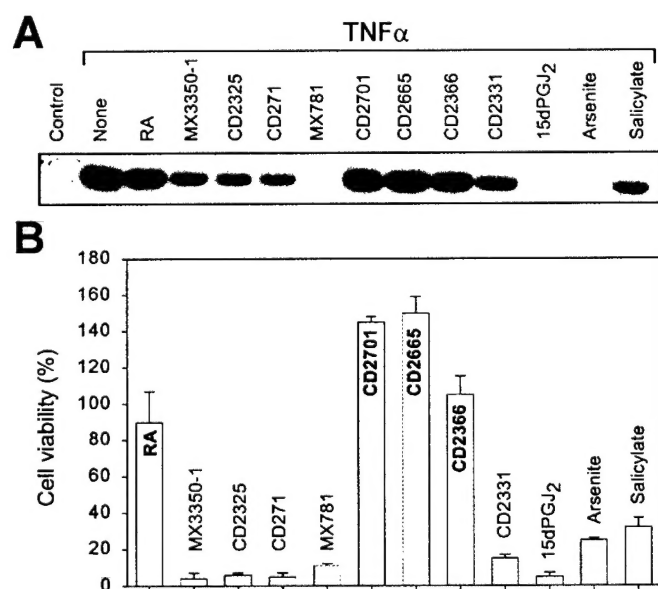 A
TNFα
Control
None
RA
MX3350-1
CD2325
CD271
MX781
CD2701
CD2665
CD2366
CD2331
15dPGJ2
Arsenite
Salicylate
B
Cell viability (%)
180
160
140
120
100
80
60
40
20
0
RA
MX3350-1
CD2325
CD271
MX781
CD2701
CD2665
CD2366
CD2331
15dPGJ2
Arsenite
Salicylate